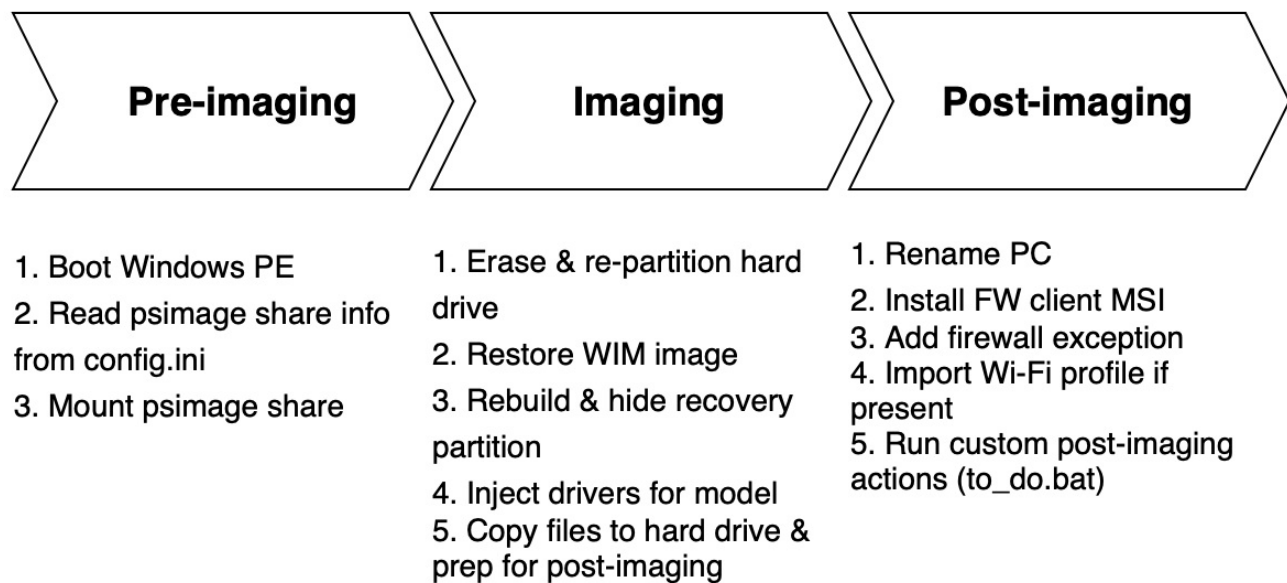 Pre-imaging
Imaging
Post-imaging
1. Boot Windows PE
2. Read psimage share info
from config.ini
3. Mount psimage share
1. Erase & re-partition hard
drive
2. Restore WIM image
3. Rebuild & hide recovery
partition
4. Inject drivers for model
5. Copy files to hard drive &
prep for post-imaging
1. Rename PC
2. Install FW client MSI
3. Add firewall exception
4. Import Wi-Fi profile if
present
5. Run custom post-imaging
actions (to_do.bat)